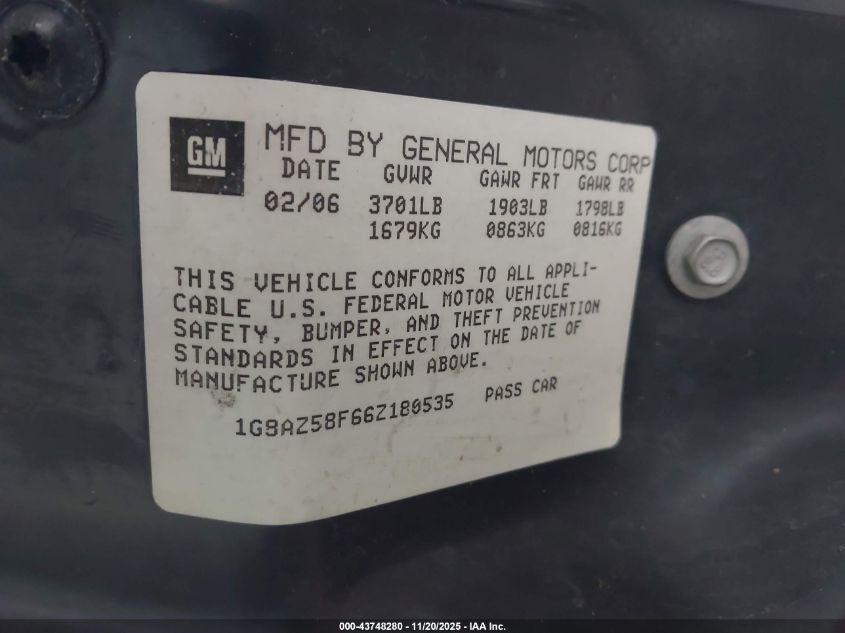 GM
MFD BY GENERAL MOTORS CORP
DATE GVWR GAWR FRT GAWR RR
02/06 3701LB 1903LB 1798LB
1679KG 0863KG 0816KG
THIS VEHICLE CONFORMS TO ALL APPLI-
CABLE U.S. FEDERAL MOTOR VEHICLE
SAFETY, BUMPER, AND THEFT PREVENTION
STANDARDS IN EFFECT ON THE DATE OF
MANUFACTURE SHOWN ABOVE.
1G8AZ58F66Z180535 PASS CAR
000-43748280 - 11/20/2025 - IAA Inc.